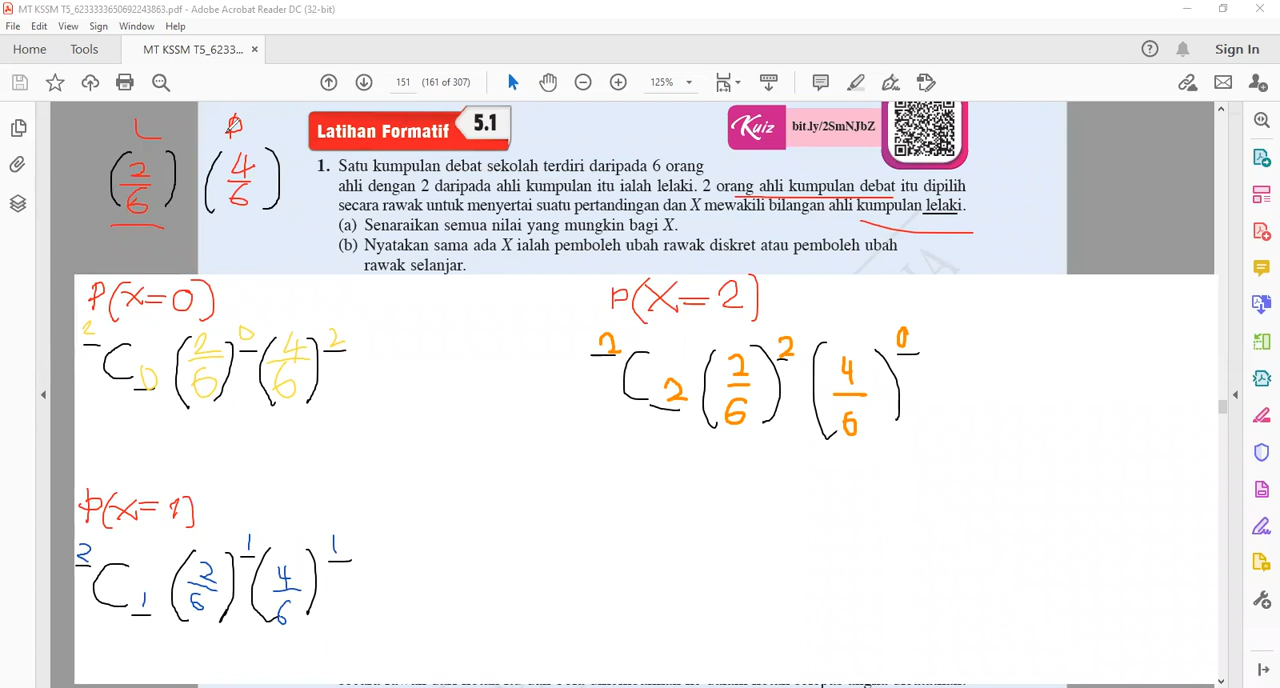 MT KSSM T5_6233333650692243863.pdf - Adobe Acrobat Reader DC (32-bit)
File Edit View Sign Window Help
Home Tools MT KSSM T5_6233... × Sign In
151 (161 of 307) 125%
L P
(2/6) (4/6)
Latihan Formatif 5.1
Kuiz bit.ly/2SmNJbZ
1. Satu kumpulan debat sekolah terdiri daripada 6 orang
ahli dengan 2 daripada ahli kumpulan itu ialah lelaki. 2 orang ahli kumpulan debat itu dipilih
secara rawak untuk menyertai suatu pertandingan dan X mewakili bilangan ahli kumpulan lelaki.
(a) Senaraikan semua nilai yang mungkin bagi X.
(b) Nyatakan sama ada X ialah pemboleh ubah rawak diskret atau pemboleh ubah
rawak selanjar.
P(X=0)
2 C 0 (2/6)^0 (4/6)^2
P(X=2)
2 C 2 (2/6)^2 (4/6)^0
P(X=1)
2 C 1 (2/6)^1 (4/6)^1